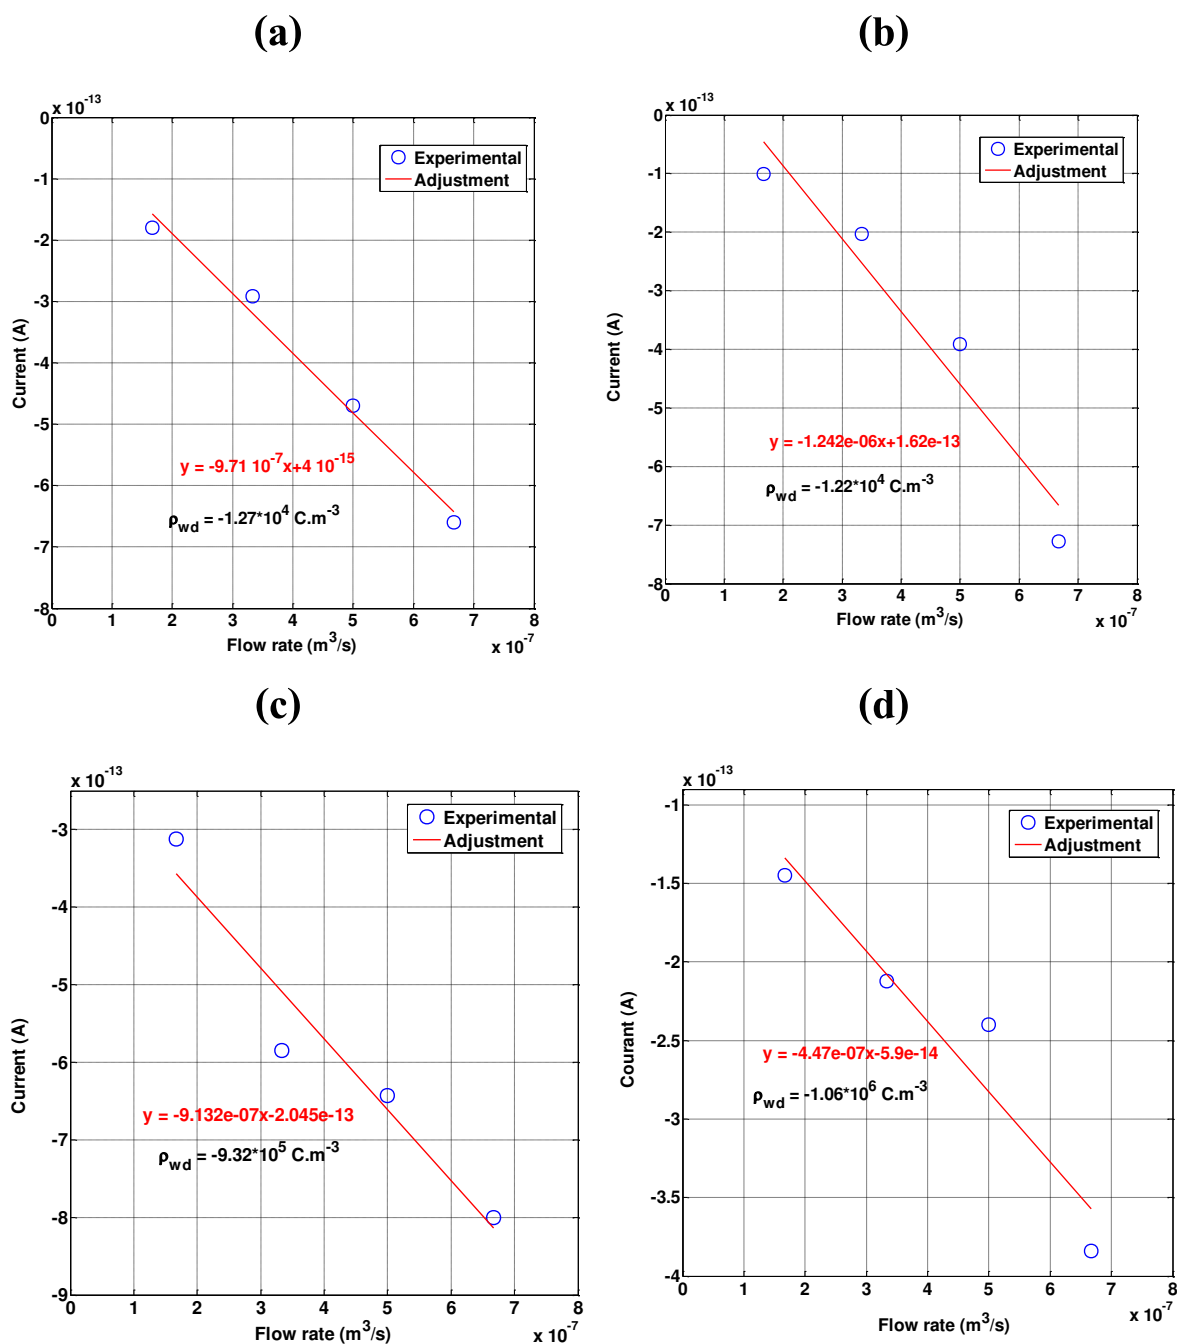 (a)
x 10^-13
0
-1
-2
-3
-4
-5
-6
-7
-8
Current (A)
Experimental
Adjustment
y = -9.71 10^-7x+4 10^-15
ρwd = -1.27*10^4 C.m^-3
0 1 2 3 4 5 6 7 8
Flow rate (m^3/s)
x 10^-7
(b)
x 10^-13
0
-1
-2
-3
-4
-5
-6
-7
-8
Current (A)
Experimental
Adjustment
y = -1.242e-06x+1.62e-13
ρwd = -1.22*10^4 C.m^-3
0 1 2 3 4 5 6 7 8
Flow rate (m^3/s)
x 10^-7
(c)
x 10^-13
-3
-4
-5
-6
-7
-8
-9
Current (A)
Experimental
Adjustment
y = -9.132e-07x-2.045e-13
ρwd = -9.32*10^5 C.m^-3
0 1 2 3 4 5 6 7 8
Flow rate (m^3/s)
x 10^-7
(d)
x 10^-13
-1
-1.5
-2
-2.5
-3
-3.5
-4
Courant (A)
Experimental
Adjustment
y = -4.47e-07x-5.9e-14
ρwd = -1.06*10^6 C.m^-3
0 1 2 3 4 5 6 7 8
Flow rate (m^3/s)
x 10^-7